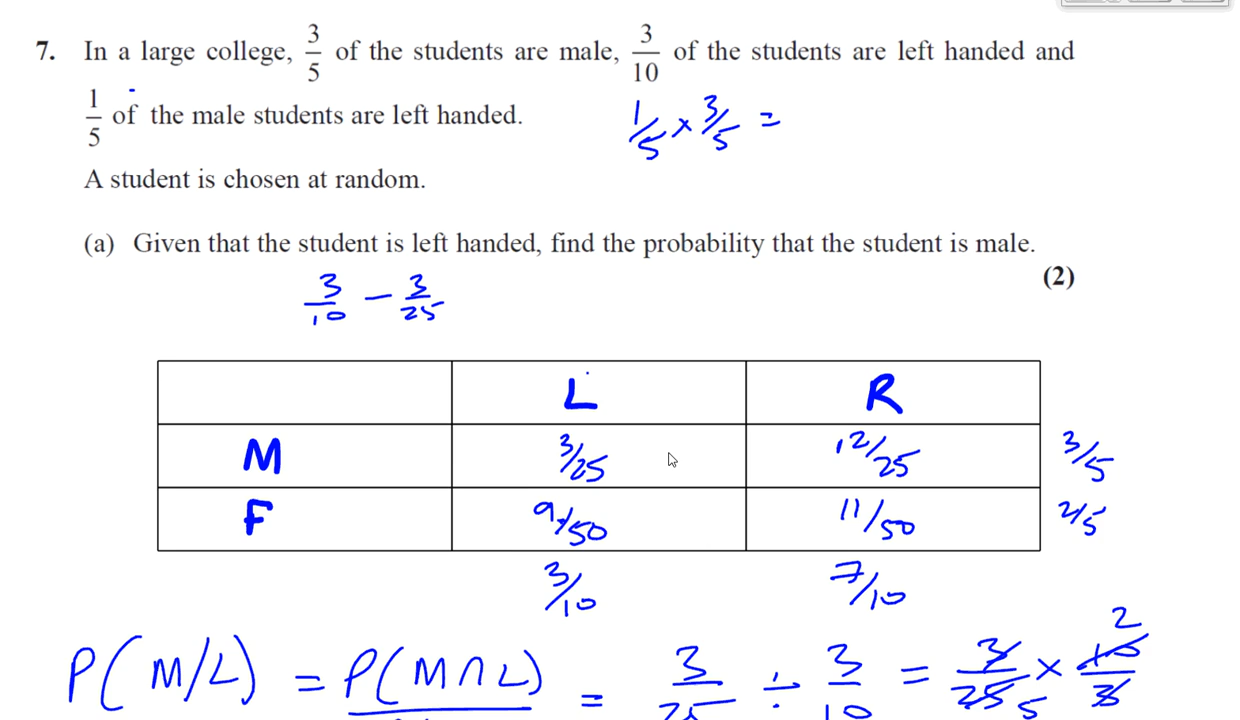 7. In a large college, 3/5 of the students are male, 3/10 of the students are left handed and
1/5 of the male students are left handed.
1/5 × 3/5 =
A student is chosen at random.
(a) Given that the student is left handed, find the probability that the student is male.
(2)
3/10 − 3/25
L R
M 3/25 12/25 3/5
F 9/50 11/50 2/5
3/10 7/10
P(M/L) = P(M∩L) = 3/25 ÷ 3/10 = 3/25 5 × 2 10/3